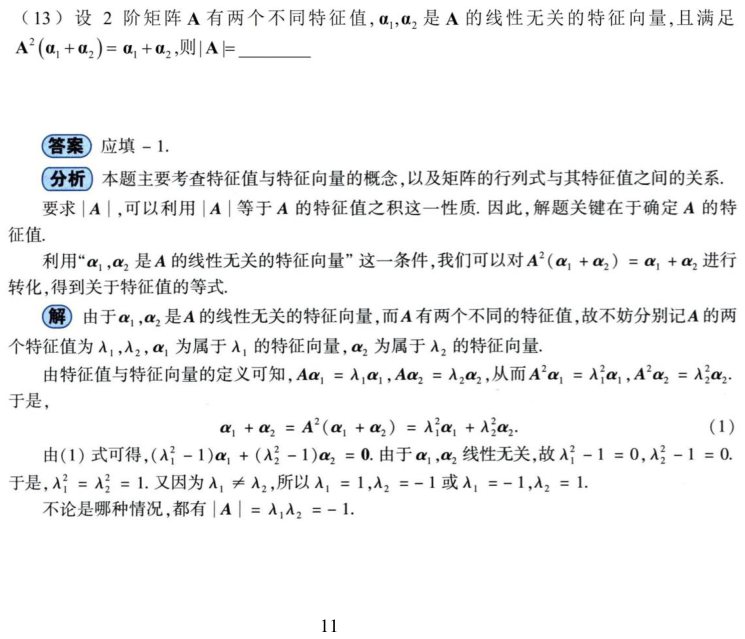 （13）设 2 阶矩阵 A 有两个不同特征值, α₁,α₂ 是 A 的线性无关的特征向量,且满足
A²(α₁+α₂)= α₁+α₂ ,则|A|=________
答案 应填 －1.
分析 本题主要考查特征值与特征向量的概念,以及矩阵的行列式与其特征值之间的关系.
要求 |A| ,可以利用 |A| 等于 A 的特征值之积这一性质. 因此, 解题关键在于确定 A 的特
征值.
利用“α₁ ,α₂ 是 A 的线性无关的特征向量” 这一条件,我们可以对 A²(α₁ + α₂) = α₁ + α₂ 进行
转化,得到关于特征值的等式.
解 由于 α₁ ,α₂ 是 A 的线性无关的特征向量,而 A 有两个不同的特征值,故不妨分别记 A 的两
个特征值为 λ₁ ,λ₂ , α₁ 为属于 λ₁ 的特征向量, α₂ 为属于 λ₂ 的特征向量.
由特征值与特征向量的定义可知, Aα₁ = λ₁α₁ , Aα₂ = λ₂α₂ ,从而 A²α₁ = λ₁²α₁ , A²α₂ = λ₂²α₂.
于是,
α₁ + α₂ = A²(α₁ + α₂) = λ₁²α₁ + λ₂²α₂. (1)
由(1) 式可得, (λ₁² − 1)α₁ + (λ₂² − 1)α₂ = 0. 由于 α₁ ,α₂ 线性无关,故 λ₁² − 1 = 0, λ₂² − 1 = 0.
于是, λ₁² = λ₂² = 1. 又因为 λ₁ ≠ λ₂ ,所以 λ₁ = 1, λ₂ = − 1 或 λ₁ = − 1, λ₂ = 1.
不论是哪种情况,都有 |A| = λ₁λ₂ = − 1.
11